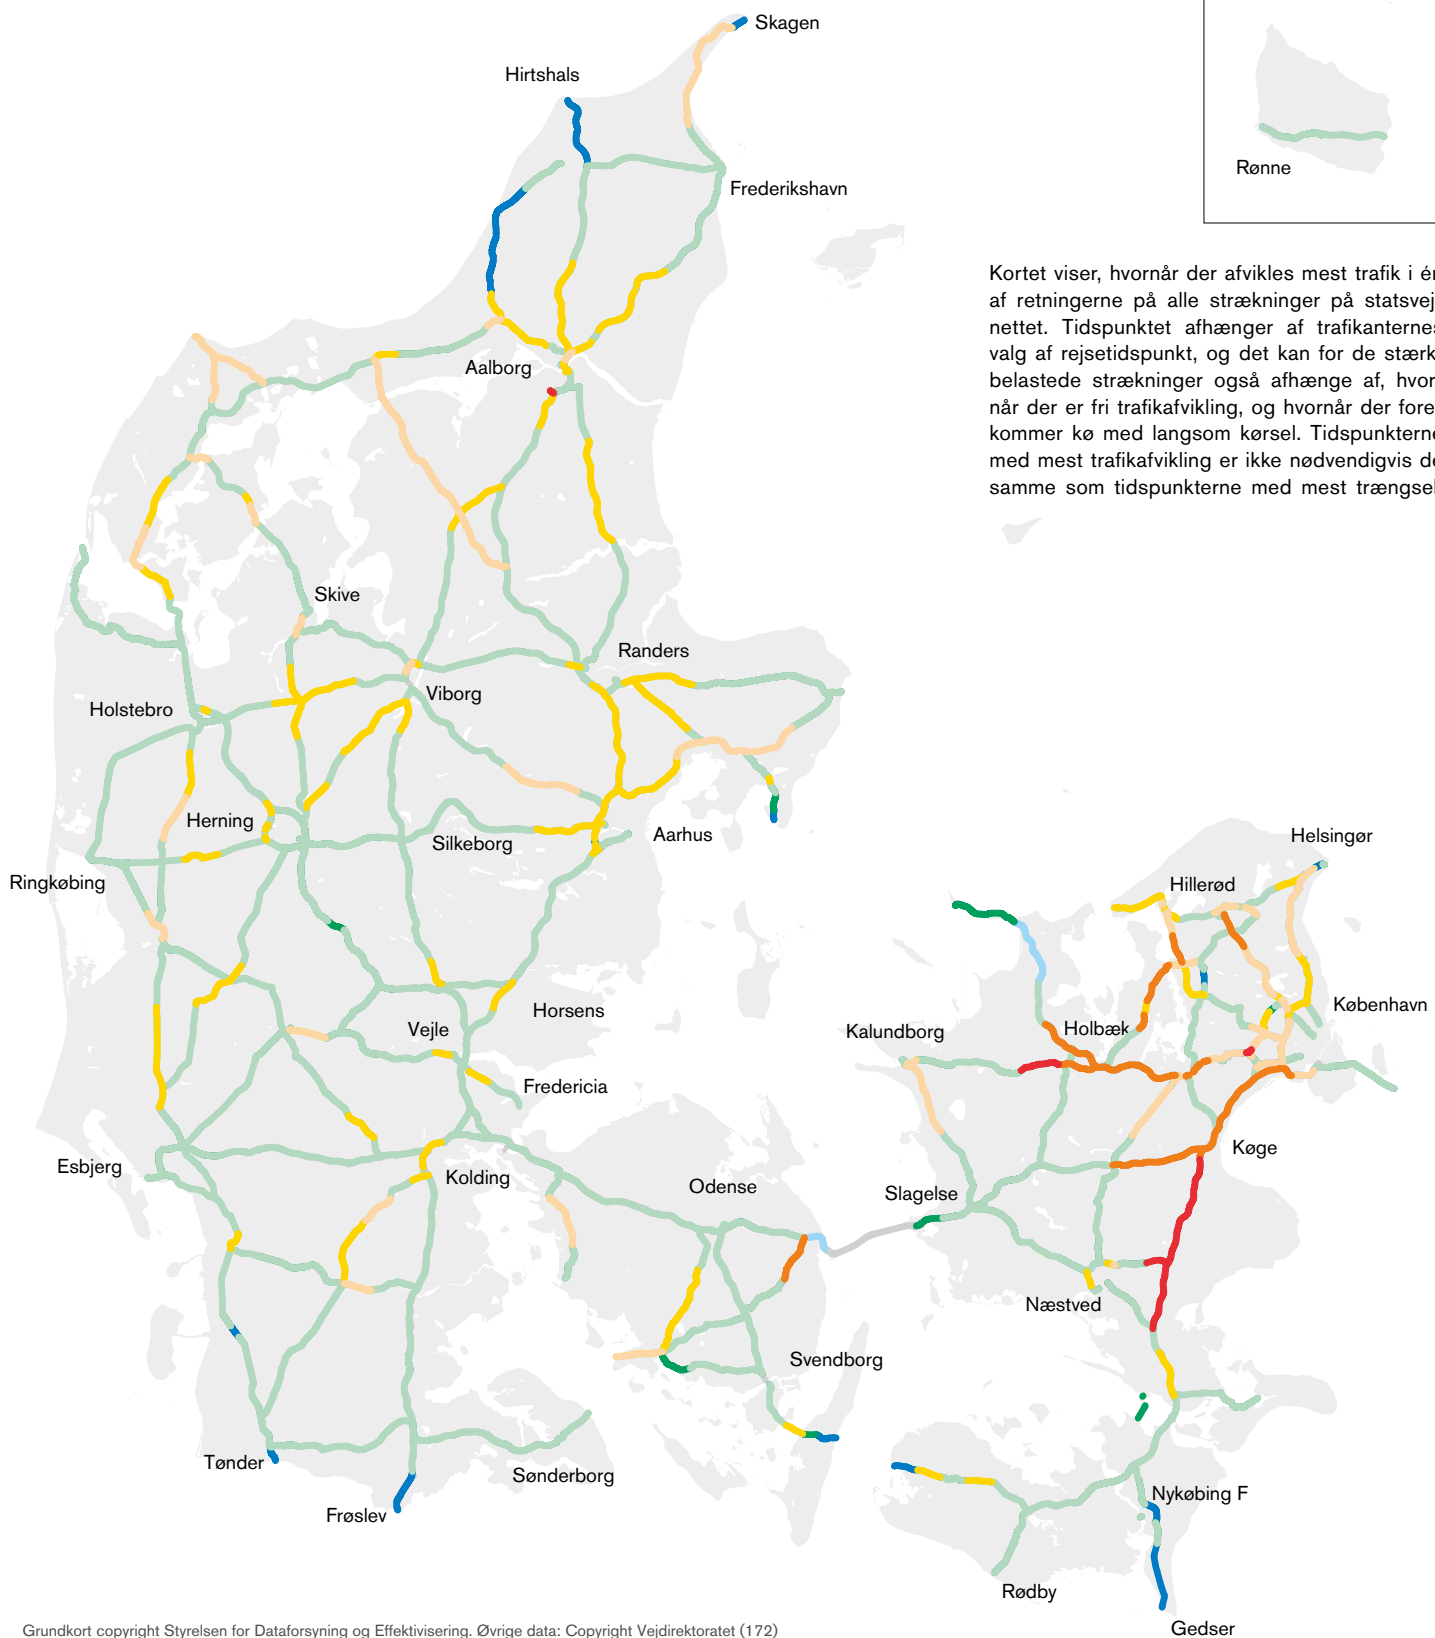 Skagen
Hirtshals
Rønne
Frederikshavn
Kortet viser, hvornår der afvikles mest trafik i én
af retningerne på alle strækninger på statsvej-
nettet. Tidspunktet afhænger af trafikanternes
valg af rejsetidspunkt, og det kan for de stærkt
belastede strækninger også afhænge af, hvor-
når der er fri trafikafvikling, og hvornår der fore-
kommer kø med langsom kørsel. Tidspunkterne
med mest trafikafvikling er ikke nødvendigvis de
samme som tidspunkterne med mest trængsel.
Aalborg
Skive
Randers
Viborg
Holstebro
Herning
Silkeborg
Aarhus
Helsingør
Ringkøbing
Hillerød
Horsens
København
Vejle
Holbæk
Kalundborg
Fredericia
Køge
Esbjerg
Kolding
Odense
Slagelse
Næstved
Svendborg
Tønder
Sønderborg
Nykøbing F
Frøslev
Rødby
Gedser
Grundkort copyright Styrelsen for Dataforsyning og Effektivisering. Øvrige data: Copyright Vejdirektoratet (172)